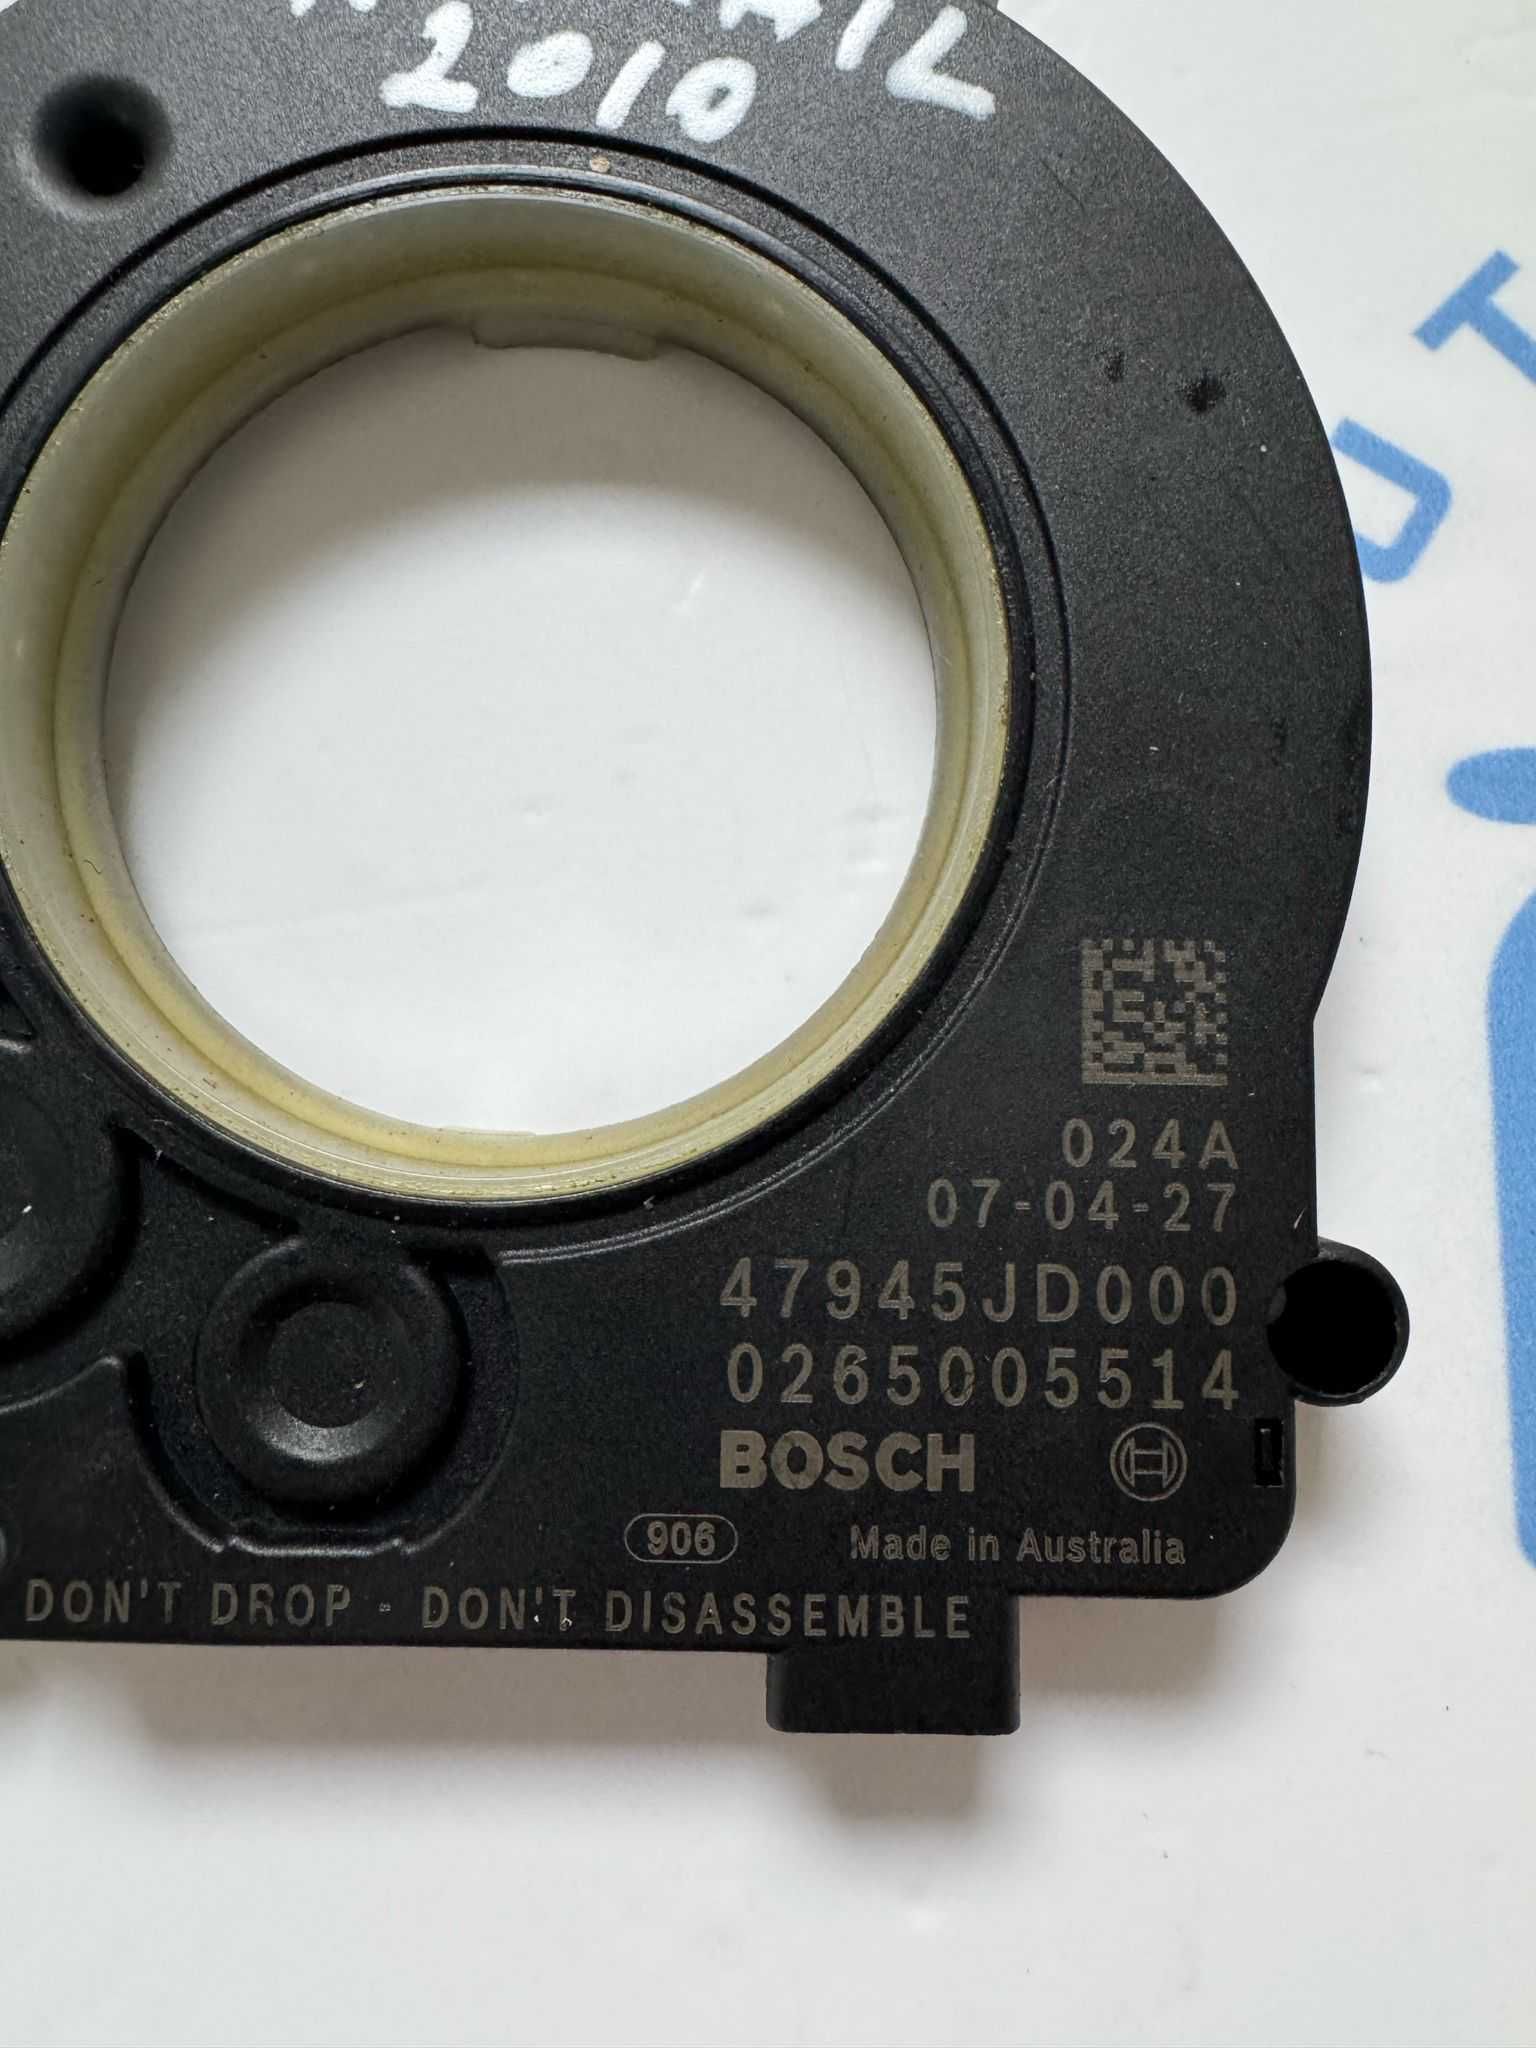 2010
024A
07-04-27
47945JD000
0265005514
BOSCH
906
Made in Australia
DON'T DROP - DON'T DISASSEMBLE